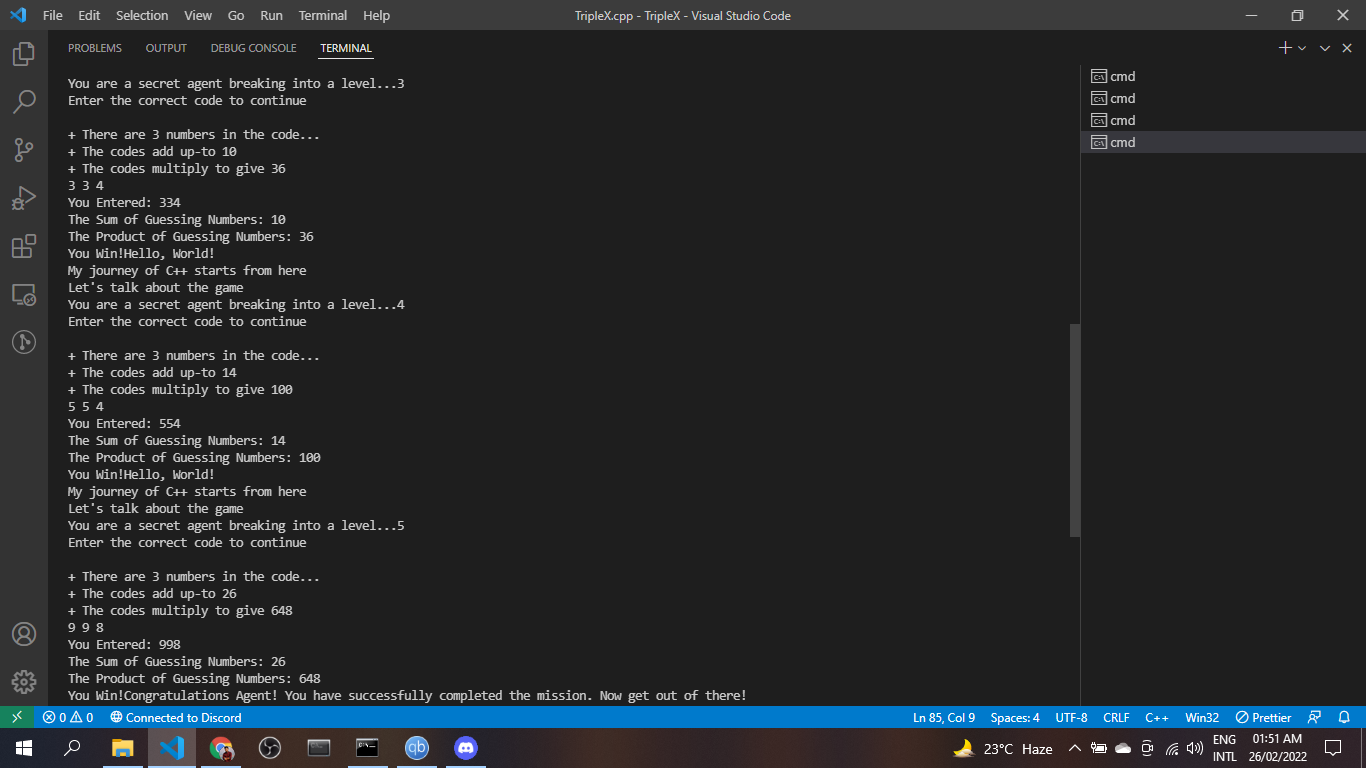 File Edit Selection View Go Run Terminal Help
TripleX.cpp - TripleX - Visual Studio Code
PROBLEMS OUTPUT DEBUG CONSOLE TERMINAL
You are a secret agent breaking into a level...3
Enter the correct code to continue
+ There are 3 numbers in the code...
+ The codes add up-to 10
+ The codes multiply to give 36
3 3 4
You Entered: 334
The Sum of Guessing Numbers: 10
The Product of Guessing Numbers: 36
You Win!Hello, World!
My journey of C++ starts from here
Let's talk about the game
You are a secret agent breaking into a level...4
Enter the correct code to continue
+ There are 3 numbers in the code...
+ The codes add up-to 14
+ The codes multiply to give 100
5 5 4
You Entered: 554
The Sum of Guessing Numbers: 14
The Product of Guessing Numbers: 100
You Win!Hello, World!
My journey of C++ starts from here
Let's talk about the game
You are a secret agent breaking into a level...5
Enter the correct code to continue
+ There are 3 numbers in the code...
+ The codes add up-to 26
+ The codes multiply to give 648
9 9 8
You Entered: 998
The Sum of Guessing Numbers: 26
The Product of Guessing Numbers: 648
You Win!Congratulations Agent! You have successfully completed the mission. Now get out of there!
cmd
cmd
cmd
cmd
0 0 Connected to Discord
Ln 85, Col 9 Spaces: 4 UTF-8 CRLF C++ Win32 Prettier
qb
23°C Haze
ENG
INTL
01:51 AM
26/02/2022